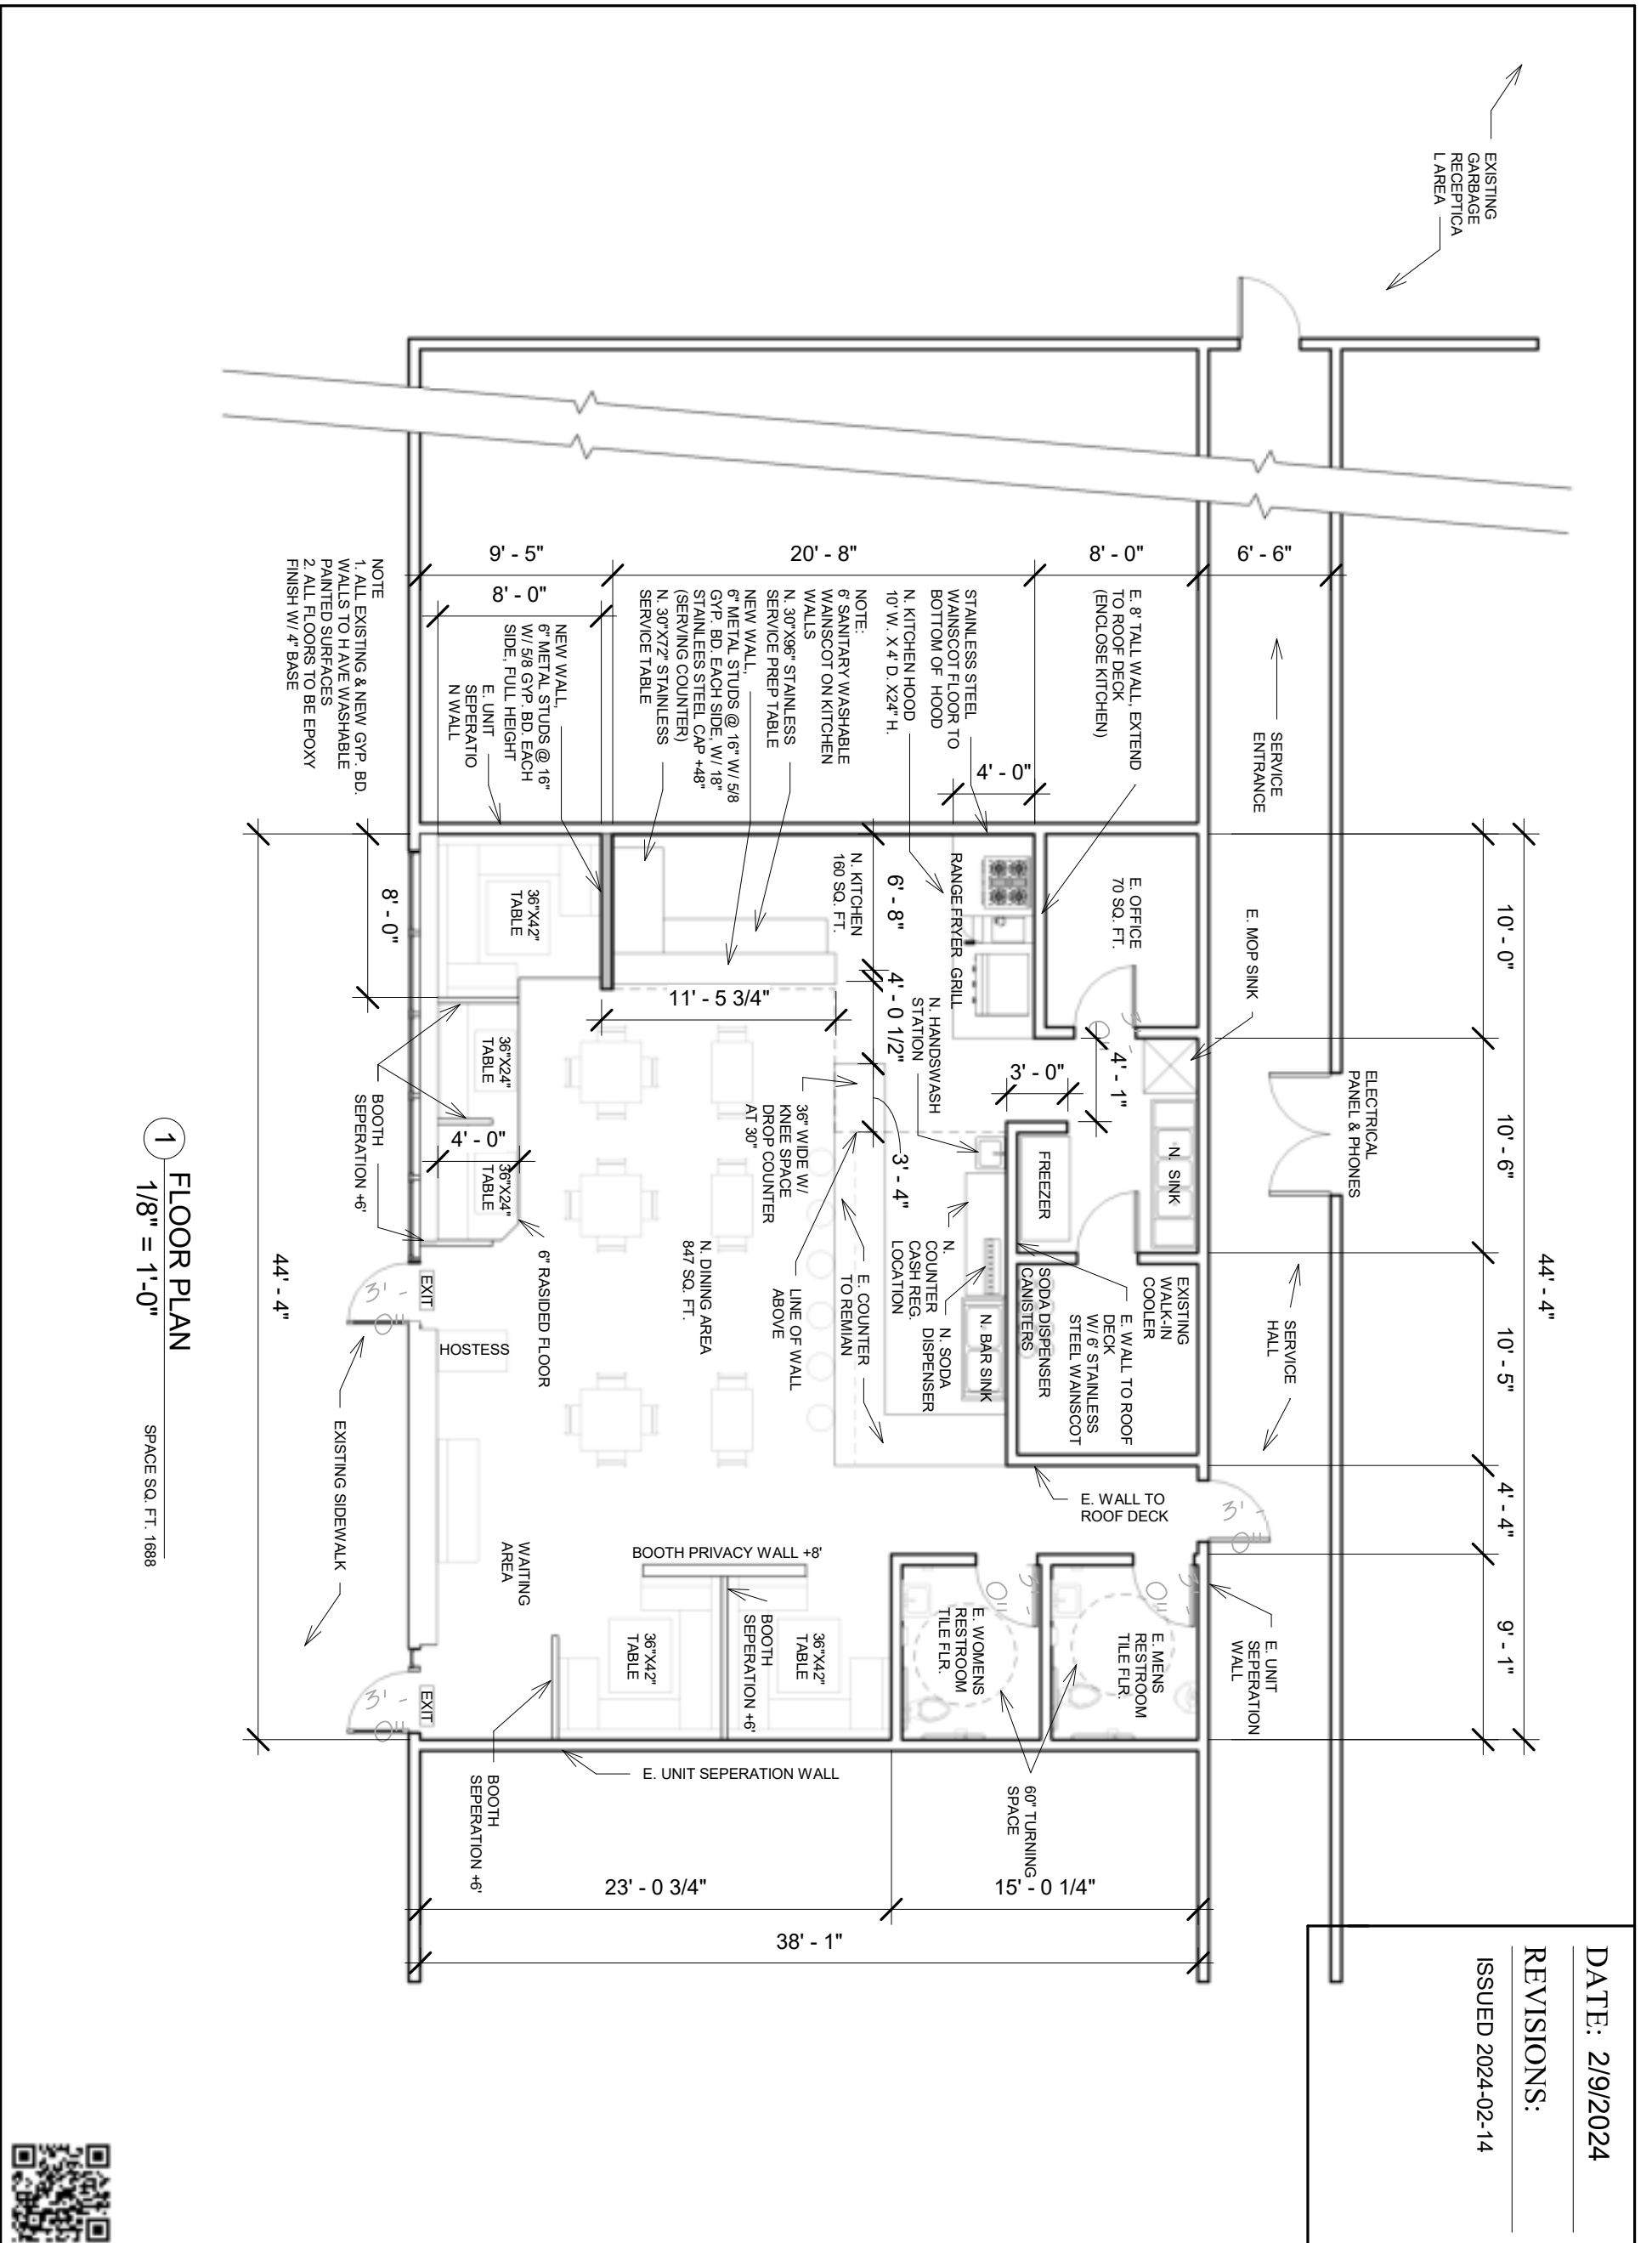 DATE: 2/9/2024
REVISIONS:
ISSUED 2024-02-14
EXISTING
GARBAGE
RECEPTICA
L AREA
SERVICE
ENTRANCE
ELECTRICAL
PANEL & PHONES
SERVICE
HALL
44' - 4"
10' - 0"
10' - 6"
10' - 5"
4' - 4"
9' - 1"
6' - 6"
8' - 0"
20' - 8"
9' - 5"
8' - 0"
E. 8' TALL WALL, EXTEND
TO ROOF DECK
(ENCLOSE KITCHEN)
STAINLESS STEEL
WAINSCOT FLOOR TO
BOTTOM OF HOOD
N. KITCHEN HOOD
10' W. X 4' D. X24" H.
NOTE:
6' SANITARY WASHABLE
WAINSCOT ON KITCHEN
WALLS
N. 30"X96" STAINLESS
SERVICE PREP TABLE
NEW WALL,
6" METAL STUDS @ 16" W/ 5/8
GYP. BD. EACH SIDE, W/ 18"
STAINLEES STEEL CAP +48"
(SERVING COUNTER)
N. 30"X72" STAINLESS
SERVICE TABLE
NEW WALL,
6" METAL STUDS @ 16"
W/ 5/8 GYP. BD. EACH
SIDE, FULL HEIGHT
E. UNIT
SEPERATIO
N WALL
NOTE
1. ALL EXISTING & NEW GYP. BD.
WALLS TO H AVE WASHABLE
PAINTED SURFACES
2. ALL FLOORS TO BE EPOXY
FINISH W/ 4" BASE
4' - 0"
E. OFFICE
70 SQ. FT.
E. MOP SINK
N. SINK
4' - 1"
3' - 0"
FREEZER
EXISTING
WALK-IN
COOLER
E. WALL TO ROOF
DECK
W/ 6' STAINLESS
STEEL WAINSCOT
SODA DISPENSER
CANISTERS
RANGE FRYER GRILL
N. HANDSWASH
STATION
N. KITCHEN
160 SQ. FT.
6' - 8"
4' - 0 1/2"
3' - 4"
11' - 5 3/4"
N.
COUNTER
CASH REG.
LOCATION
N. SODA
DISPENSER
N. BAR SINK
E. COUNTER
TO REMIAN
LINE OF WALL
ABOVE
36" WIDE W/
KNEE SPACE
DROP COUNTER
AT 30"
N. DINING AREA
847 SQ. FT.
E. WALL TO
ROOF DECK
3' - 0"
E. UNIT
SEPERATION
WALL
E. MENS
RESTROOM
TILE FLR.
3' - 0"
E. WOMENS
RESTROOM
TILE FLR.
3' - 0"
60" TURNING
SPACE
BOOTH PRIVACY WALL +8'
BOOTH
SEPERATION +6'
36"X42"
TABLE
36"X42"
TABLE
WAITING
AREA
BOOTH
SEPERATION +6'
E. UNIT SEPERATION WALL
15' - 0 1/4"
23' - 0 3/4"
38' - 1"
36"X42"
TABLE
36"X24"
TABLE
36"X24"
TABLE
4' - 0"
8' - 0"
6" RASIDED FLOOR
BOOTH
SEPERATION +6'
HOSTESS
EXIT
3' - 0"
EXIT
3' - 0"
EXISTING SIDEWALK
44' - 4"
1
FLOOR PLAN
1/8" = 1'-0"
SPACE SQ. FT. 1688